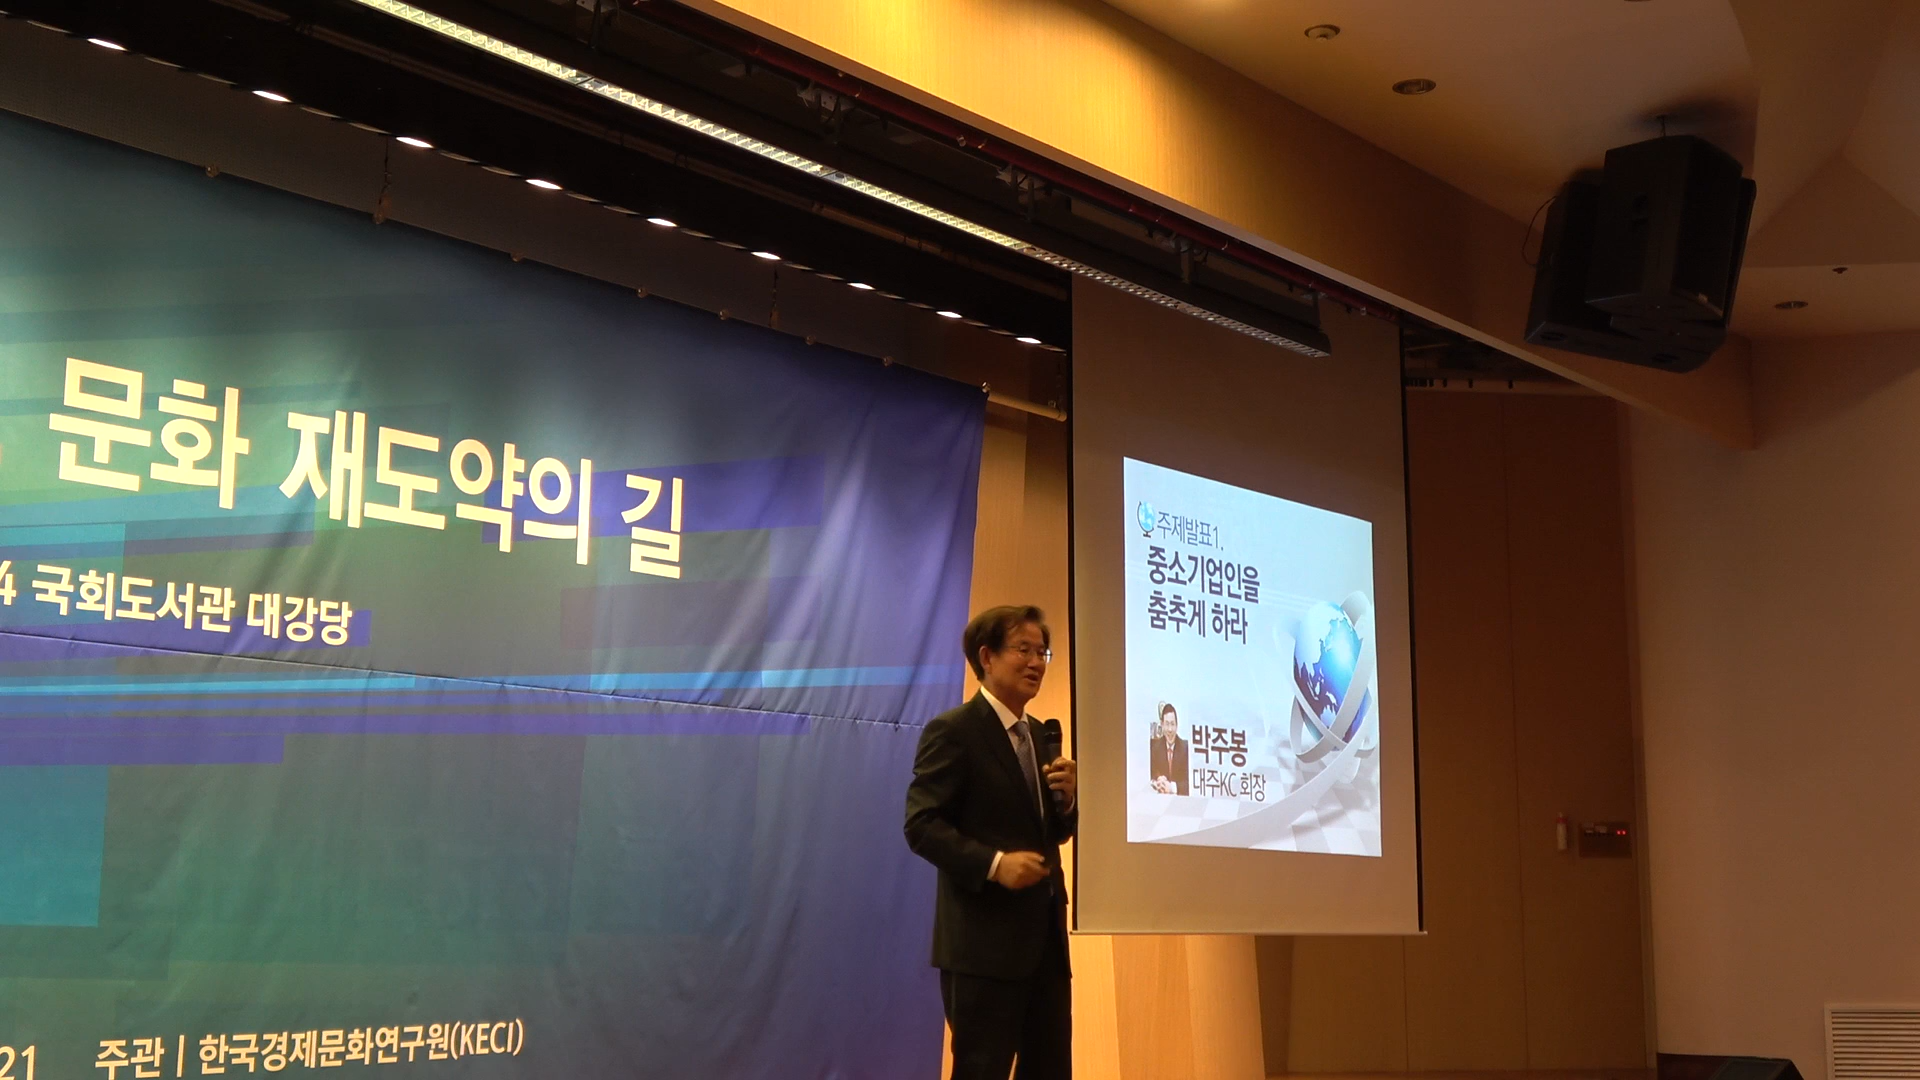 문화 재도약의 길
4 국회도서관 대강당
21 주관 | 한국경제문화연구원(KECI)
주제발표1.
중소기업인을
춤추게 하라
박주봉
대주KC 회장